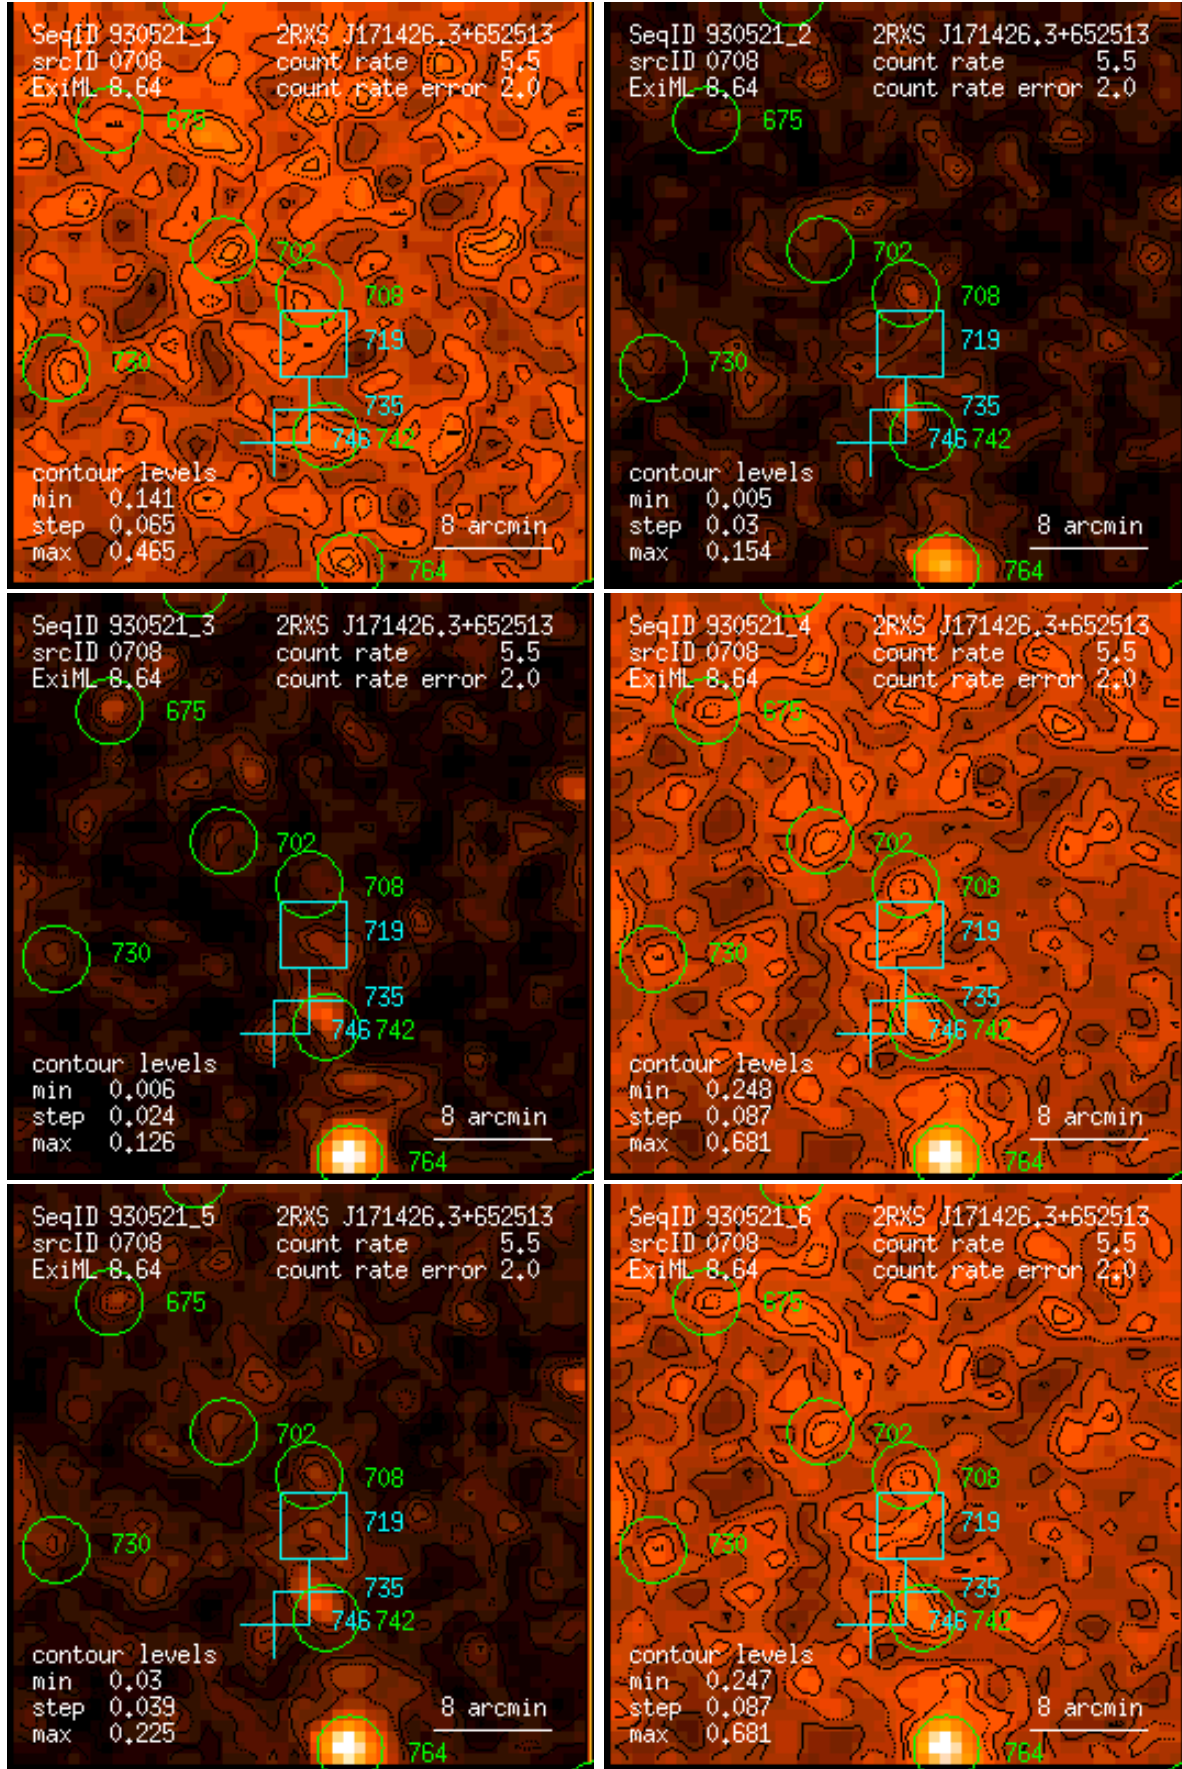 SeqID 930521_1 2RXS J171426.3+652513
srcID 0708 count rate 5.5
ExiML 8.64 count rate error 2.0
675
702
708
719
730
735
746 742
contour levels
min 0.141
step 0.065 8 arcmin
max 0.465
764
SeqID 930521_2 2RXS J171426.3+652513
srcID 0708 count rate 5.5
ExiML 8.64 count rate error 2.0
675
702
708
719
730
735
746 742
contour levels
min 0.005
step 0.03 8 arcmin
max 0.154
764
SeqID 930521_3 2RXS J171426.3+652513
srcID 0708 count rate 5.5
ExiML 8.64 count rate error 2.0
675
702
708
719
730
735
746 742
contour levels
min 0.006
step 0.024 8 arcmin
max 0.126
764
SeqID 930521_4 2RXS J171426.3+652513
srcID 0708 count rate 5.5
ExiML 8.64 count rate error 2.0
675
702
708
719
730
735
746 742
contour levels
min 0.248
step 0.087 8 arcmin
max 0.681
764
SeqID 930521_5 2RXS J171426.3+652513
srcID 0708 count rate 5.5
ExiML 8.64 count rate error 2.0
675
702
708
719
730
735
746 742
contour levels
min 0.03
step 0.039 8 arcmin
max 0.225
764
SeqID 930521_6 2RXS J171426.3+652513
srcID 0708 count rate 5.5
ExiML 8.64 count rate error 2.0
675
702
708
719
730
735
746 742
contour levels
min 0.247
step 0.087 8 arcmin
max 0.681
764